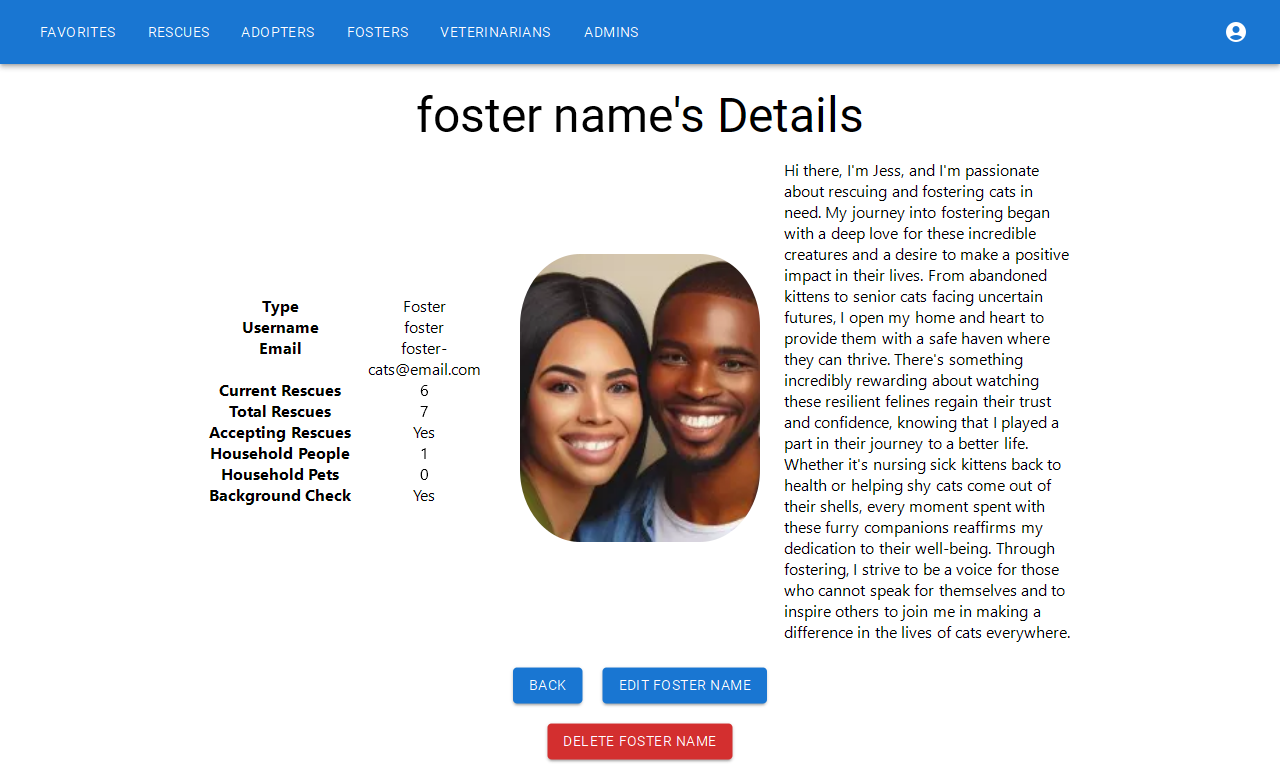 FAVORITES RESCUES ADOPTERS FOSTERS VETERINARIANS ADMINS
foster name's Details
Type Foster
Username foster
Email foster-
cats@email.com
Current Rescues 6
Total Rescues 7
Accepting Rescues Yes
Household People 1
Household Pets 0
Background Check Yes
Hi there, I'm Jess, and I'm passionate
about rescuing and fostering cats in
need. My journey into fostering began
with a deep love for these incredible
creatures and a desire to make a positive
impact in their lives. From abandoned
kittens to senior cats facing uncertain
futures, I open my home and heart to
provide them with a safe haven where
they can thrive. There's something
incredibly rewarding about watching
these resilient felines regain their trust
and confidence, knowing that I played a
part in their journey to a better life.
Whether it's nursing sick kittens back to
health or helping shy cats come out of
their shells, every moment spent with
these furry companions reaffirms my
dedication to their well-being. Through
fostering, I strive to be a voice for those
who cannot speak for themselves and to
inspire others to join me in making a
difference in the lives of cats everywhere.
BACK EDIT FOSTER NAME
DELETE FOSTER NAME